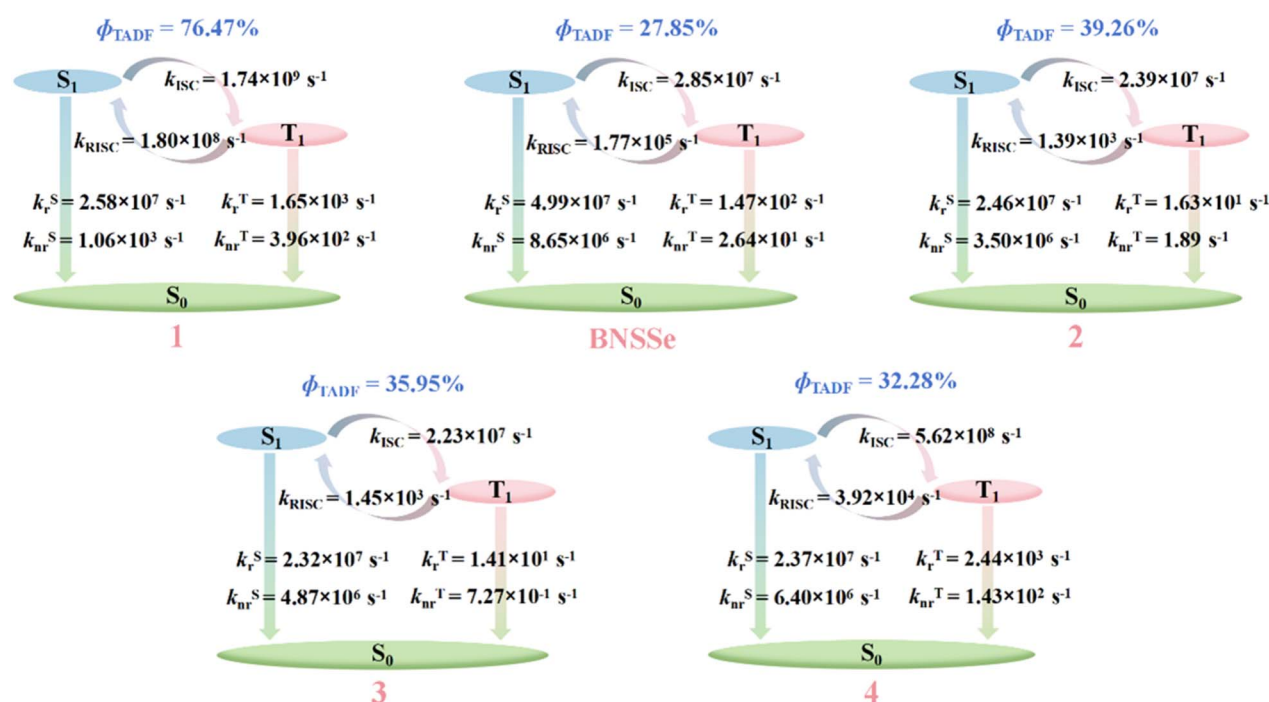 ϕTADF = 76.47%
S1
kISC = 1.74×10⁹ s⁻¹
kRISC = 1.80×10⁸ s⁻¹
T1
krS = 2.58×10⁷ s⁻¹
krT = 1.65×10³ s⁻¹
knrS = 1.06×10³ s⁻¹
knrT = 3.96×10² s⁻¹
S0
1
ϕTADF = 27.85%
S1
kISC = 2.85×10⁷ s⁻¹
kRISC = 1.77×10⁵ s⁻¹
T1
krS = 4.99×10⁷ s⁻¹
krT = 1.47×10² s⁻¹
knrS = 8.65×10⁶ s⁻¹
knrT = 2.64×10¹ s⁻¹
S0
BNSSe
ϕTADF = 39.26%
S1
kISC = 2.39×10⁷ s⁻¹
kRISC = 1.39×10³ s⁻¹
T1
krS = 2.46×10⁷ s⁻¹
krT = 1.63×10¹ s⁻¹
knrS = 3.50×10⁶ s⁻¹
knrT = 1.89 s⁻¹
S0
2
ϕTADF = 35.95%
S1
kISC = 2.23×10⁷ s⁻¹
kRISC = 1.45×10³ s⁻¹
T1
krS = 2.32×10⁷ s⁻¹
krT = 1.41×10¹ s⁻¹
knrS = 4.87×10⁶ s⁻¹
knrT = 7.27×10-¹ s⁻¹
S0
3
ϕTADF = 32.28%
S1
kISC = 5.62×10⁸ s⁻¹
kRISC = 3.92×10⁴ s⁻¹
T1
krS = 2.37×10⁷ s⁻¹
krT = 2.44×10³ s⁻¹
knrS = 6.40×10⁶ s⁻¹
knrT = 1.43×10² s⁻¹
S0
4